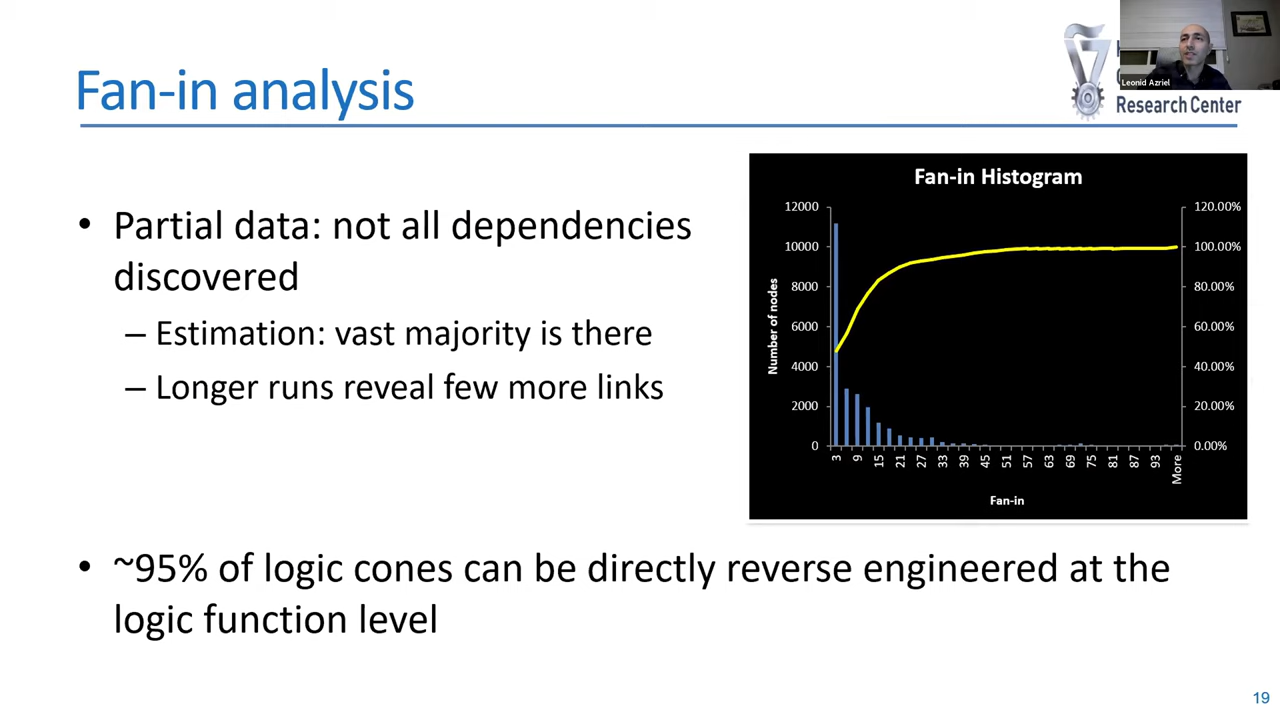 Fan-in analysis
Leonid Azriel
Research Center
• Partial data: not all dependencies
discovered
– Estimation: vast majority is there
– Longer runs reveal few more links
Fan-in Histogram
Number of nodes
12000
10000
8000
6000
4000
2000
0
120.00%
100.00%
80.00%
60.00%
40.00%
20.00%
0.00%
3 9 15 21 27 33 39 45 51 57 63 69 75 81 87 93 More
Fan-in
• ~95% of logic cones can be directly reverse engineered at the
logic function level
19